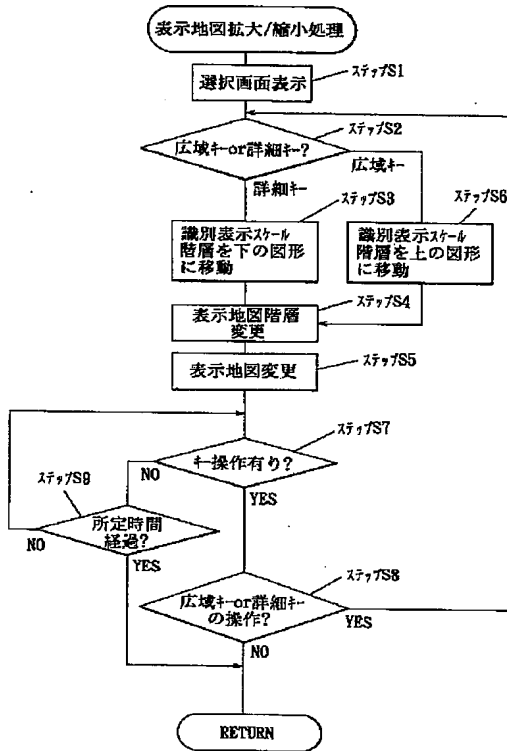 表示地図拡大/縮小処理
ステップS1
選択画面表示
ステップS2
広域キーor詳細キー?
広域キー
詳細キー
ステップS3
ステップS6
識別表示スケール
階層を下の図形
に移動
識別表示スケール
階層を上の図形
に移動
ステップS4
表示地図階層
変更
ステップS5
表示地図変更
ステップS7
キー操作有り?
NO
YES
ステップS9
所定時間
経過?
NO
YES
ステップS8
広域キーor詳細キー
の操作?
YES
NO
RETURN